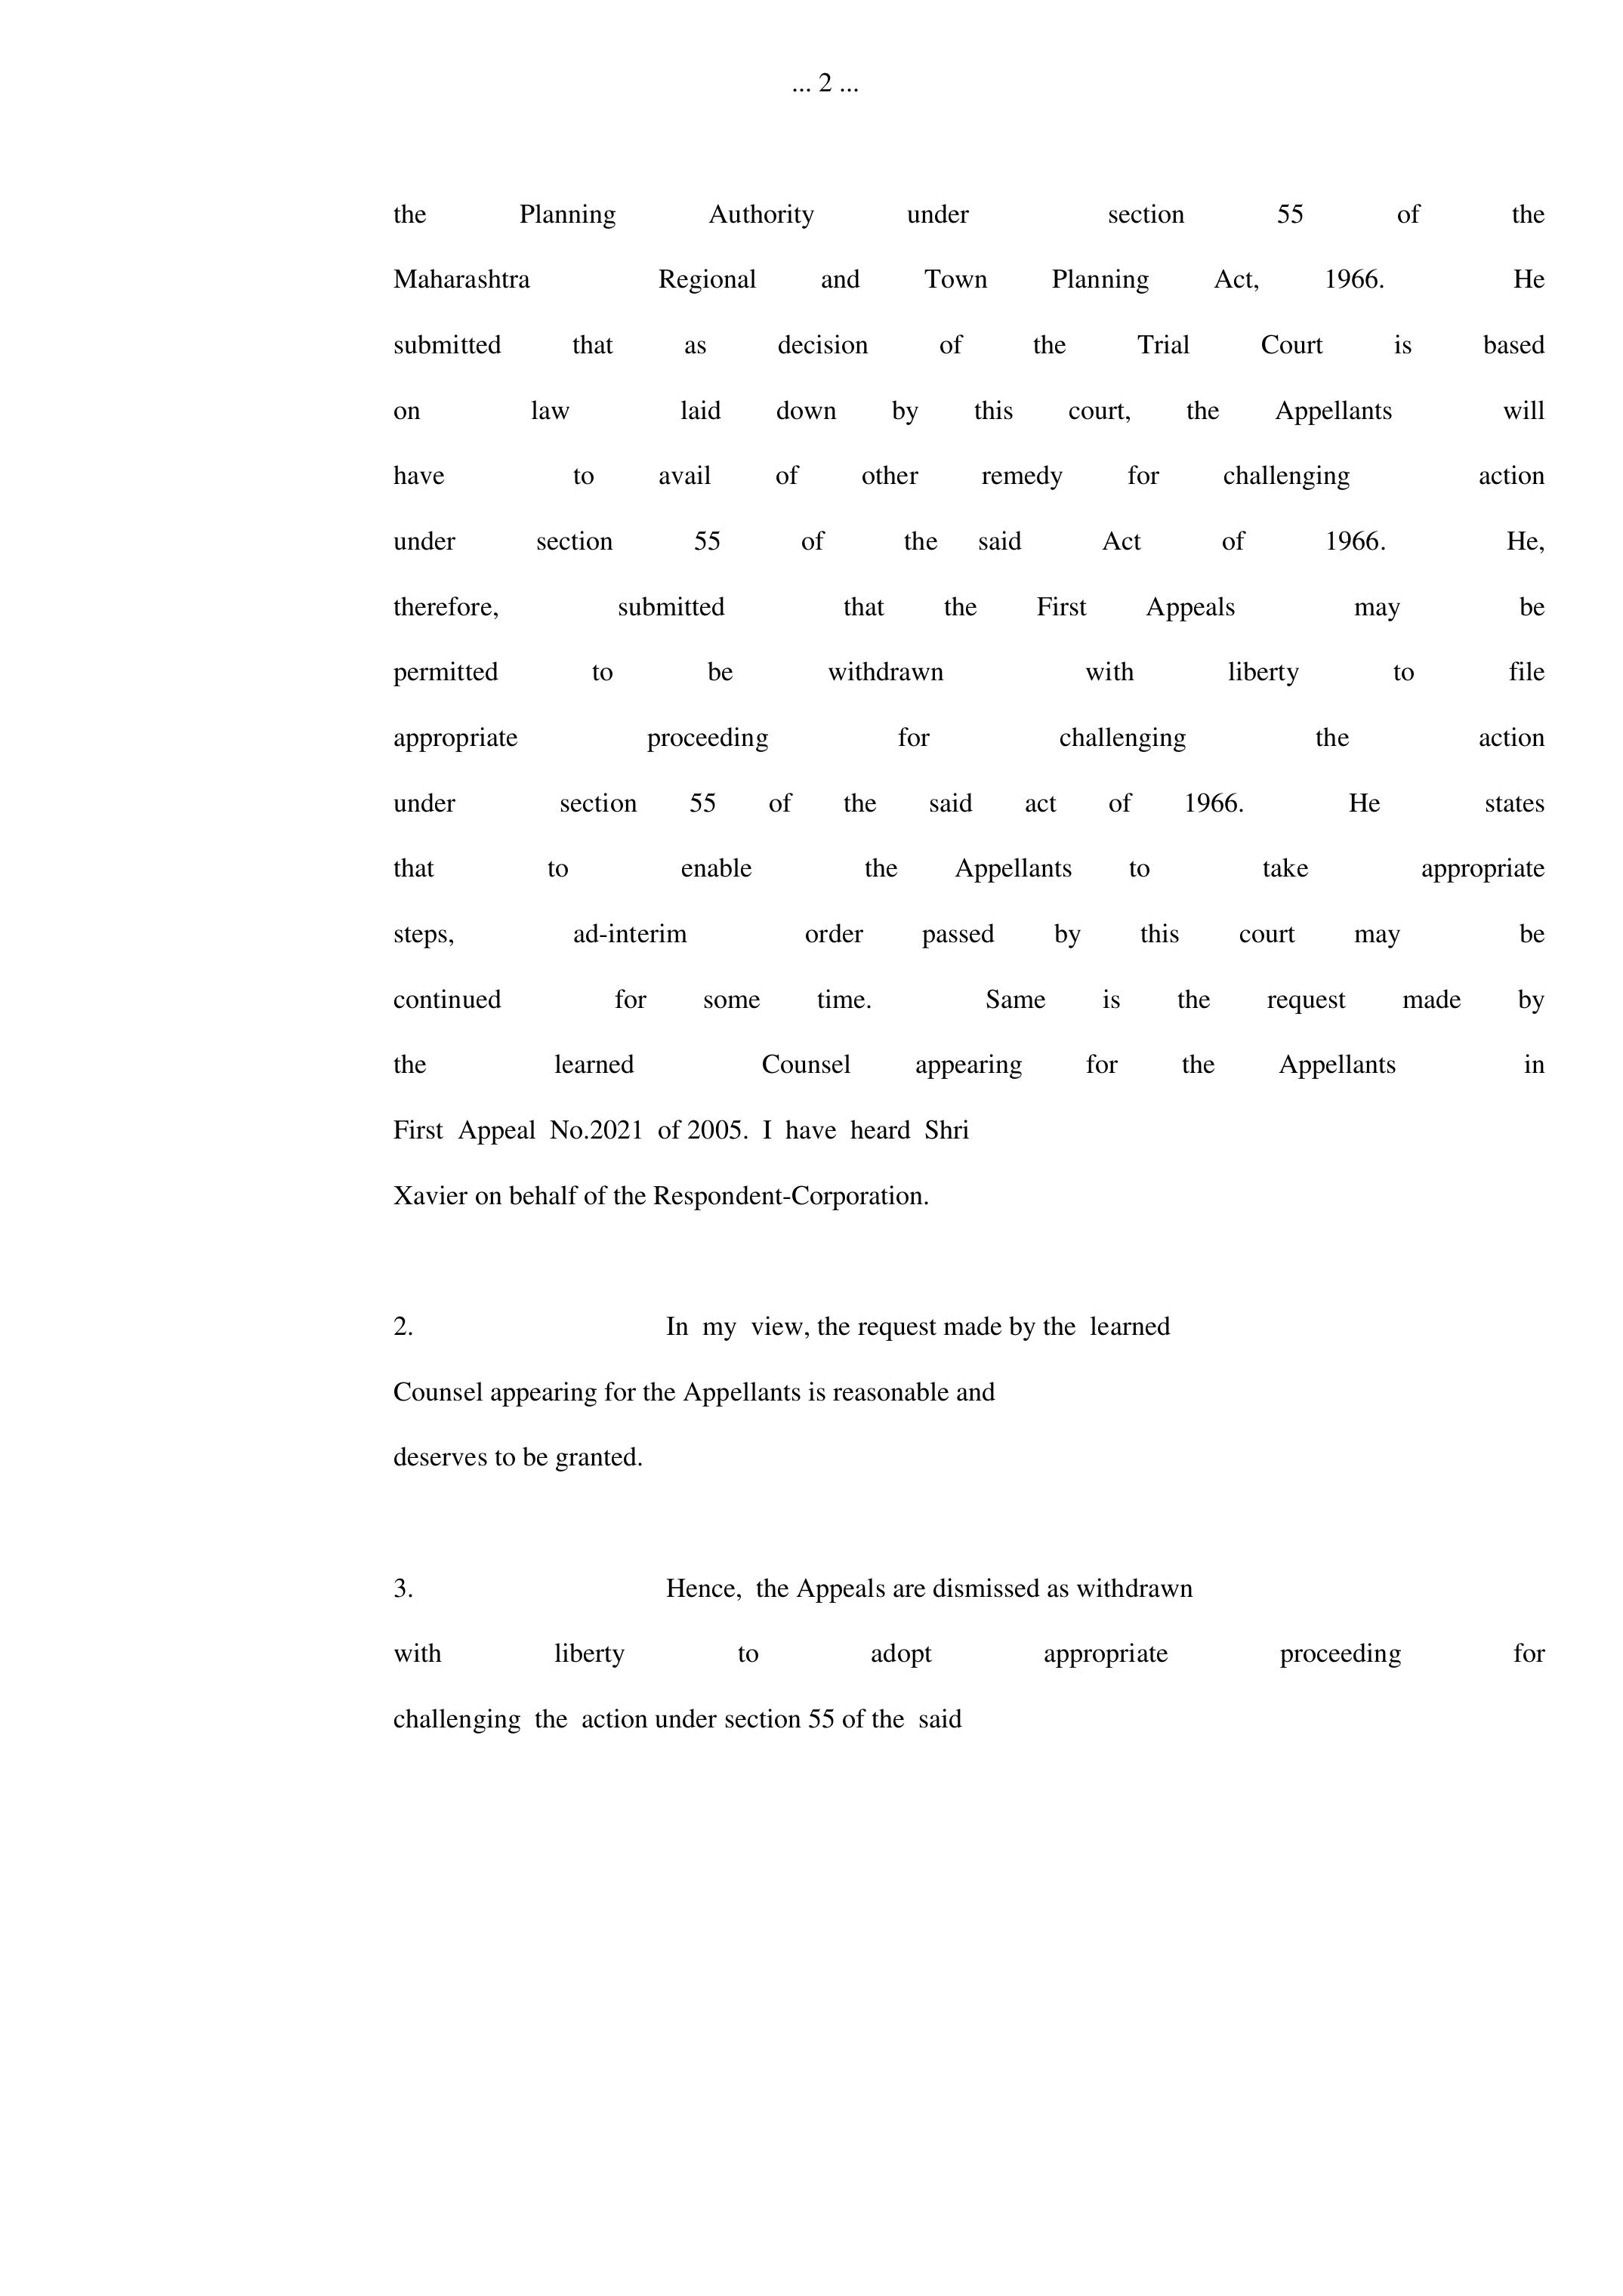 ... 2 ...
the Planning Authority under section 55 of the
Maharashtra Regional and Town Planning Act, 1966. He
submitted that as decision of the Trial Court is based
on law laid down by this court, the Appellants will
have to avail of other remedy for challenging action
under section 55 of the said Act of 1966. He,
therefore, submitted that the First Appeals may be
permitted to be withdrawn with liberty to file
appropriate proceeding for challenging the action
under section 55 of the said act of 1966. He states
that to enable the Appellants to take appropriate
steps, ad-interim order passed by this court may be
continued for some time. Same is the request made by
the learned Counsel appearing for the Appellants in
First Appeal No.2021 of 2005. I have heard Shri
Xavier on behalf of the Respondent-Corporation.
2. In my view, the request made by the learned
Counsel appearing for the Appellants is reasonable and
deserves to be granted.
3. Hence, the Appeals are dismissed as withdrawn
with liberty to adopt appropriate proceeding for
challenging the action under section 55 of the said